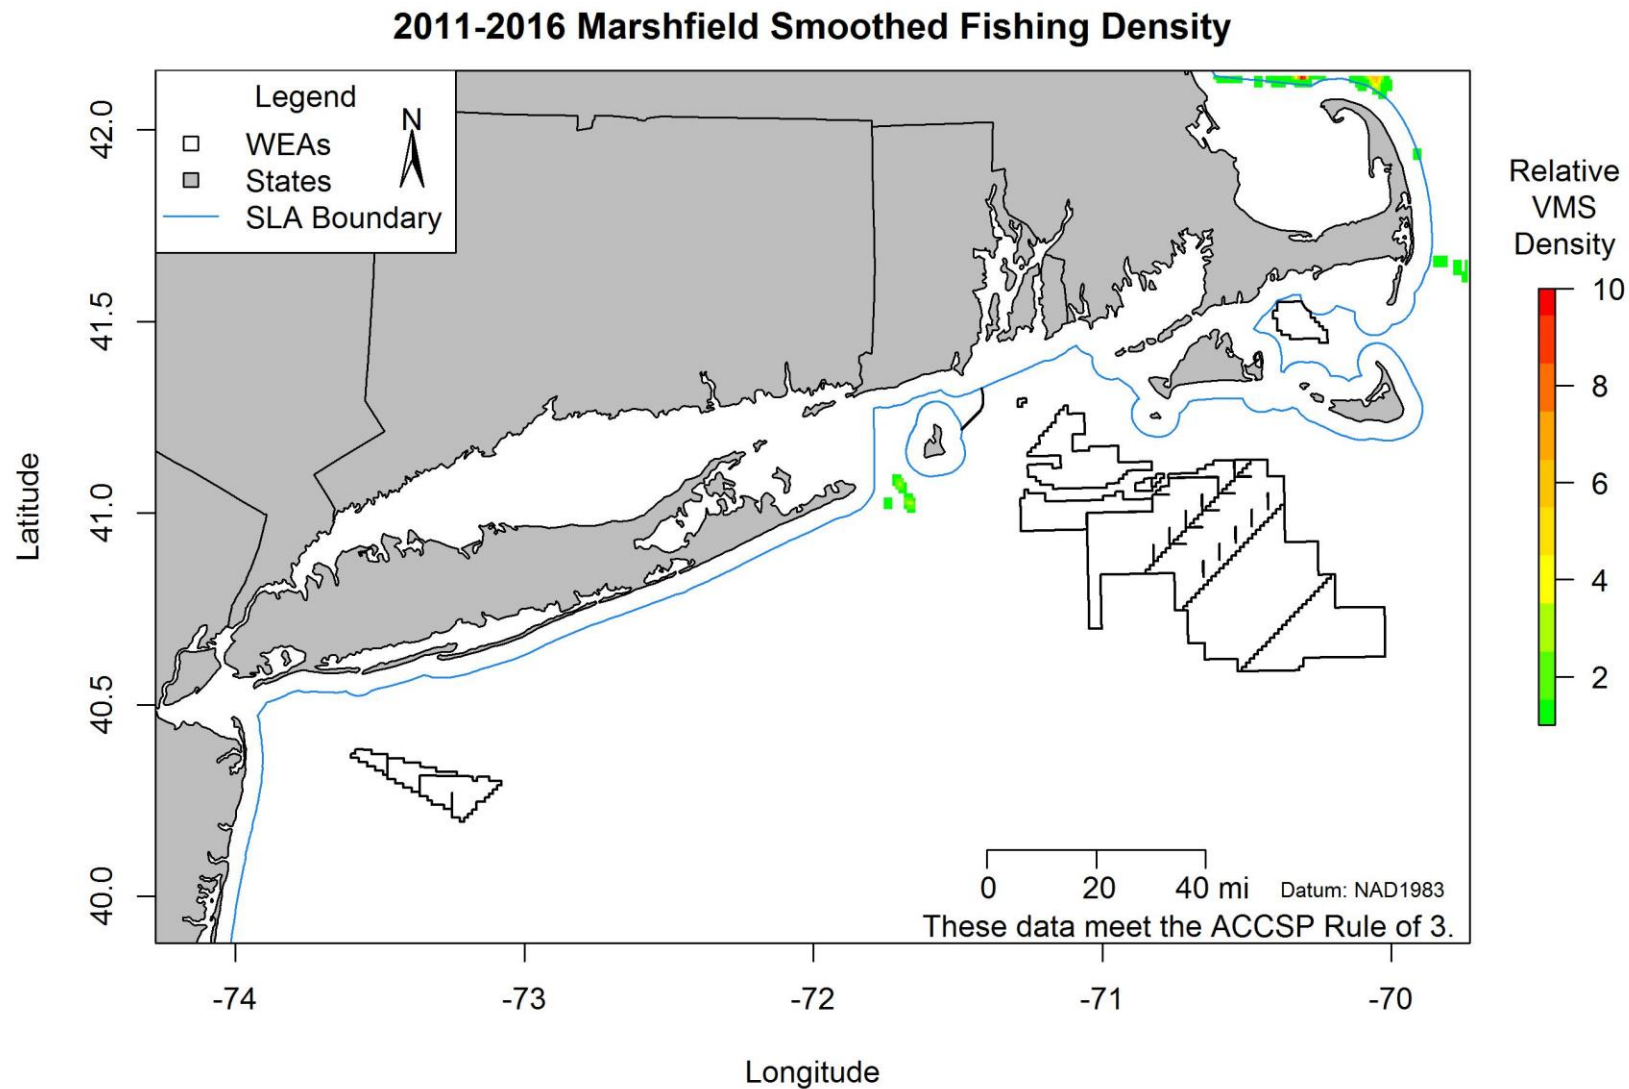 2011-2016 Marshfield Smoothed Fishing Density
Legend
N
WEAs
States
SLA Boundary
Relative
VMS
Density
10
8
6
4
2
Latitude
42.0
41.5
41.0
40.5
40.0
0 20 40 mi
Datum: NAD1983
These data meet the ACCSP Rule of 3.
-74 -73 -72 -71 -70
Longitude